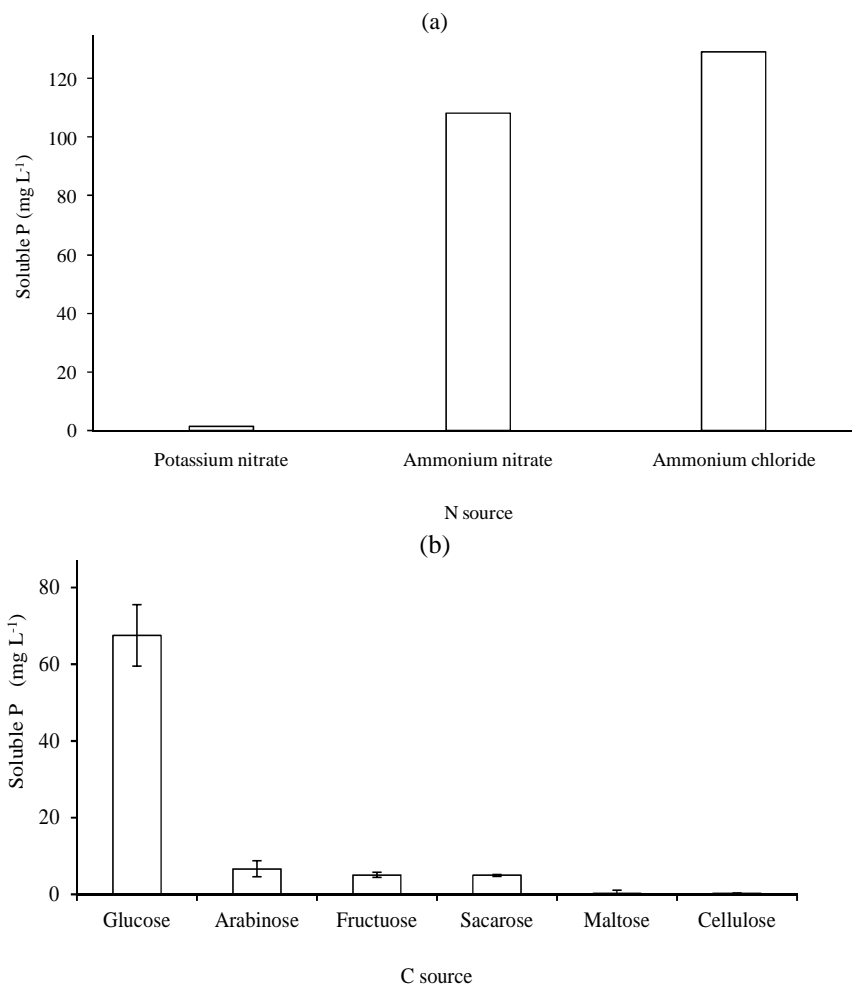 (a)
Soluble P (mg L-1)
120
100
80
60
40
20
0
Potassium nitrate Ammonium nitrate Ammonium chloride
N source
(b)
Soluble P (mg L-1)
80
60
40
20
0
Glucose Arabinose Fructuose Sacarose Maltose Cellulose
C source